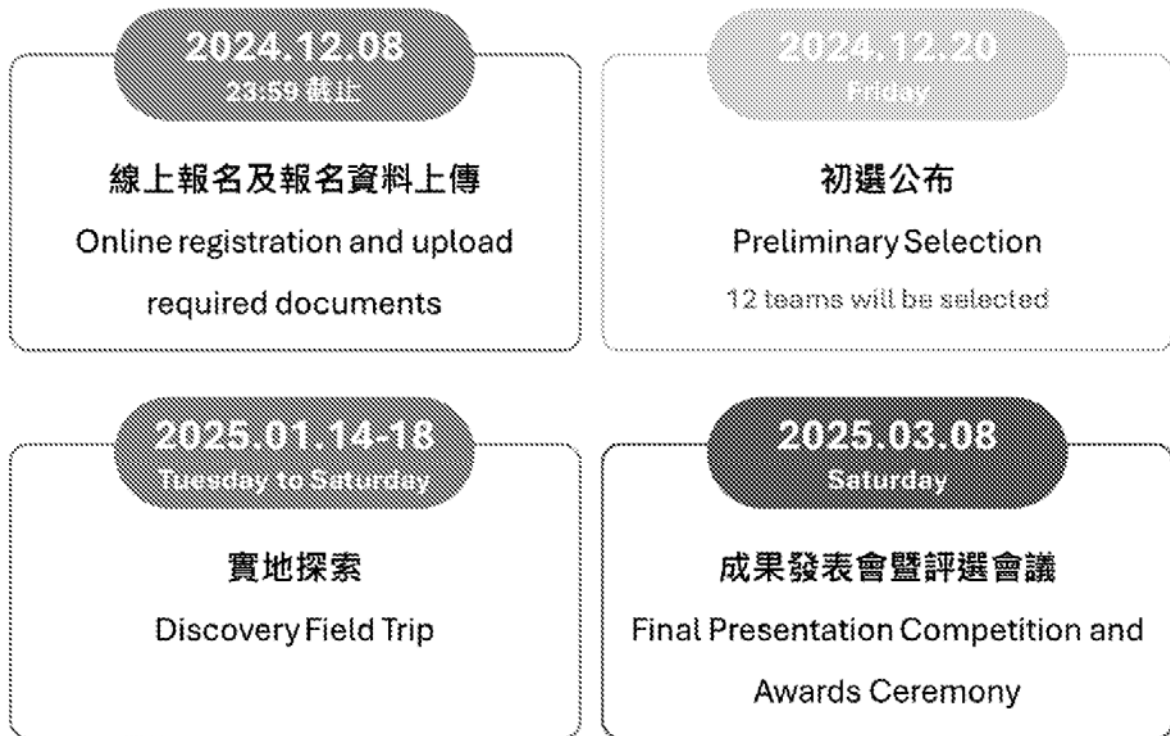 2024.12.08
23:59 截止
線上報名及報名資料上傳
Online registration and upload
required documents
2024.12.20
Friday
初選公布
Preliminary Selection
12 teams will be selected
2025.01.14-18
Tuesday to Saturday
實地探索
Discovery Field Trip
2025.03.08
Saturday
成果發表會暨評選會議
Final Presentation Competition and
Awards Ceremony